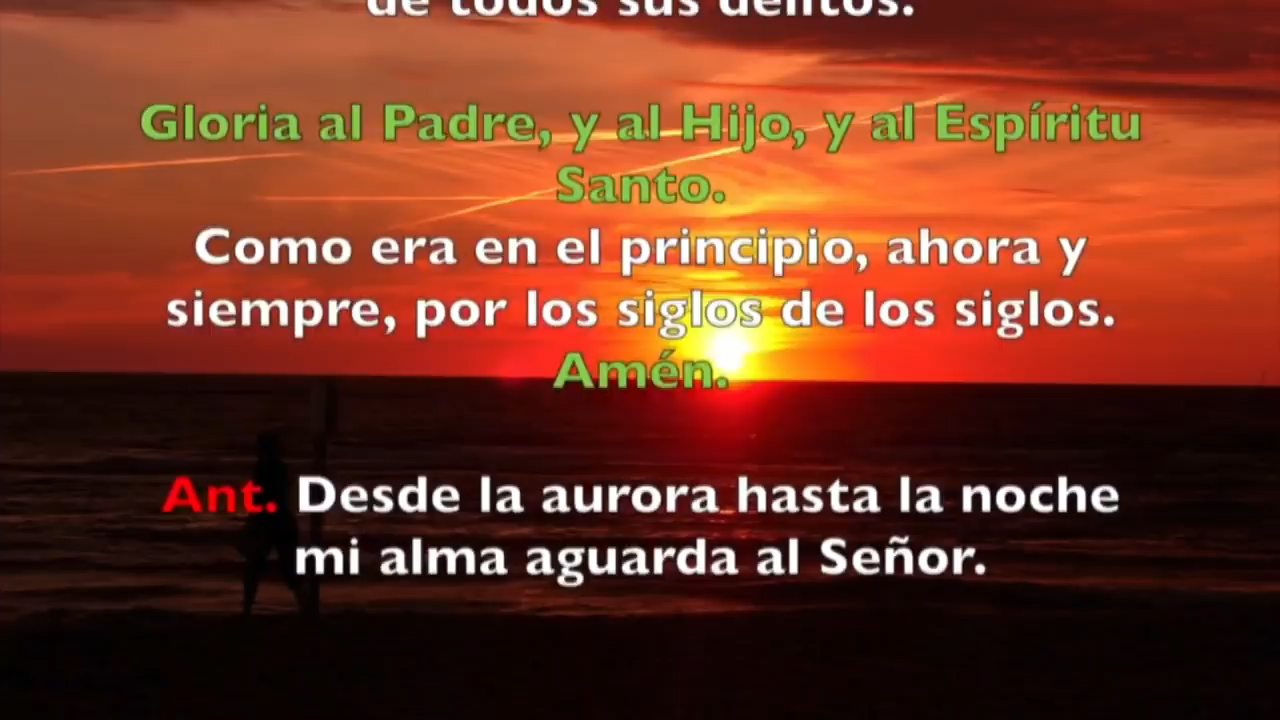 de todos sus delitos.
Gloria al Padre, y al Hijo, y al Espíritu
Santo.
Como era en el principio, ahora y
siempre, por los siglos de los siglos.
Amén.
Ant. Desde la aurora hasta la noche
mi alma aguarda al Señor.